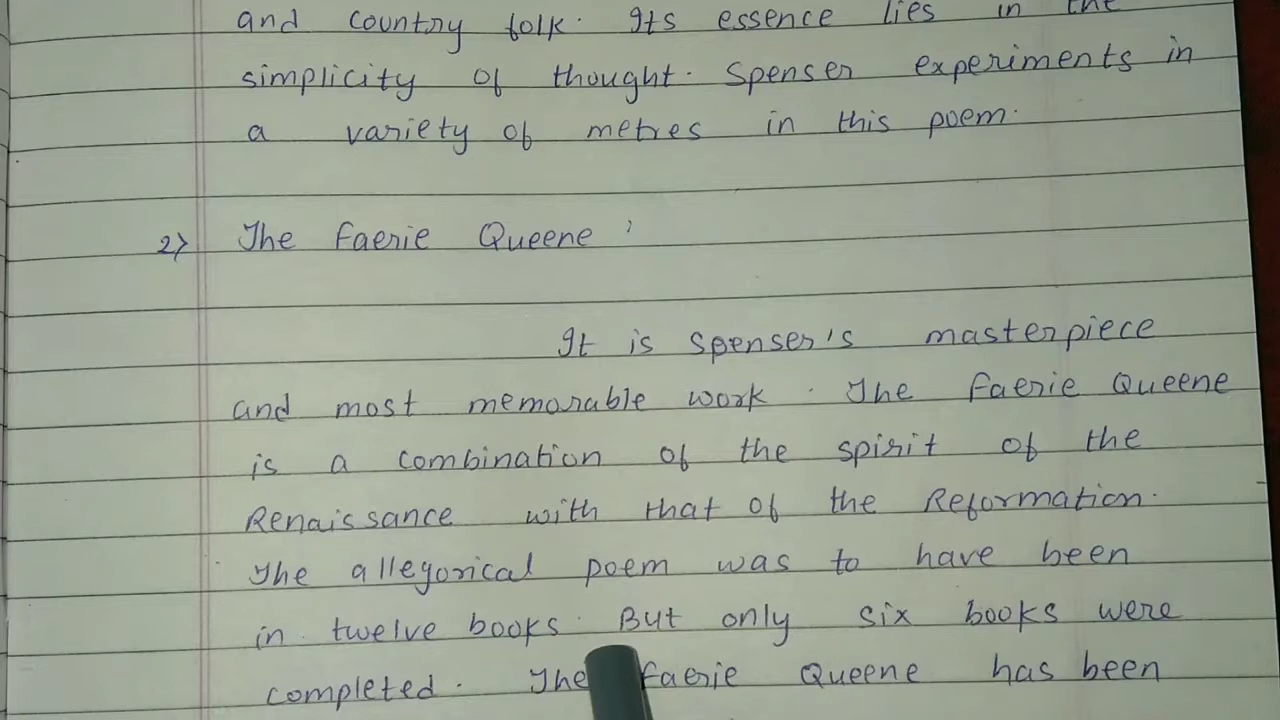 and country folk. Its essence lies in the
simplicity of thought. Spenser experiments in
a variety of metres in this poem.
2) The Faerie Queene :
It is Spenser's masterpiece
and most memorable work. The Faerie Queene
is a combination of the spirit of the
Renaissance with that of the Reformation.
The allegorical poem was to have been
in twelve books. But only six books were
completed. The Faerie Queene has been